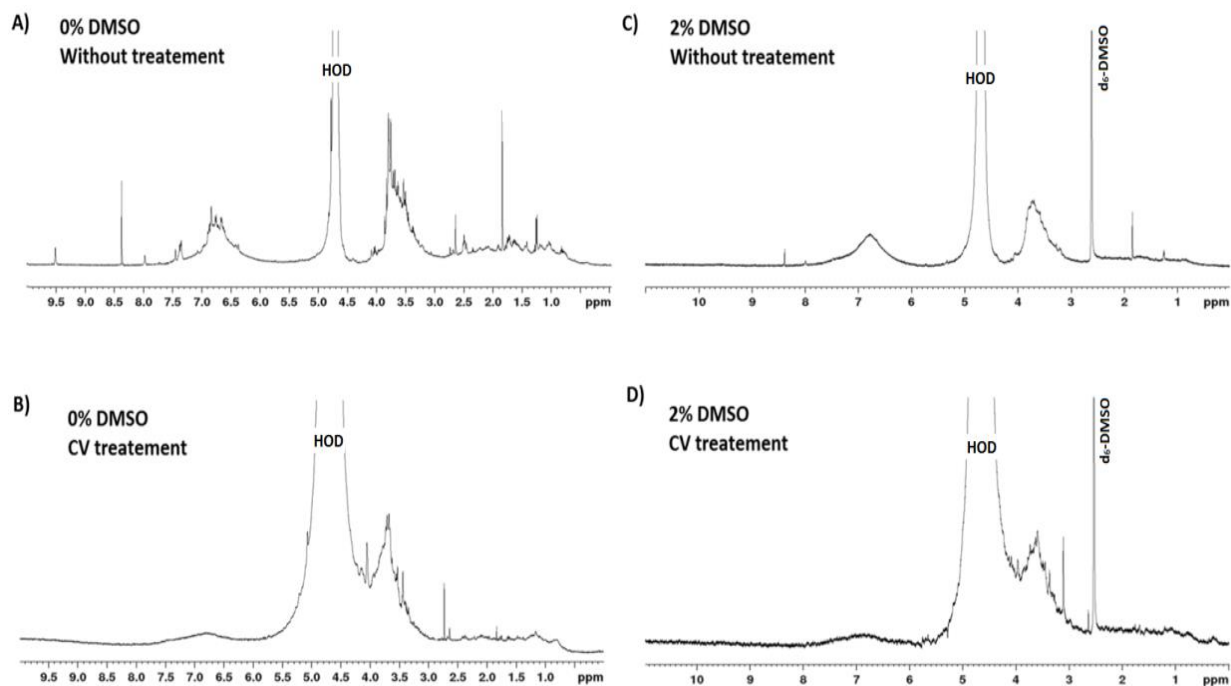 A)
0% DMSO
Without treatement
HOD
9.5 9.0 8.5 8.0 7.5 7.0 6.5 6.0 5.5 5.0 4.5 4.0 3.5 3.0 2.5 2.0 1.5 1.0 ppm
C)
2% DMSO
Without treatement
HOD
d₆-DMSO
10 9 8 7 6 5 4 3 2 1 ppm
B)
0% DMSO
CV treatement
HOD
9.5 9.0 8.5 8.0 7.5 7.0 6.5 6.0 5.5 5.0 4.5 4.0 3.5 3.0 2.5 2.0 1.5 1.0 ppm
D)
2% DMSO
CV treatement
HOD
d₆-DMSO
10 9 8 7 6 5 4 3 2 1 ppm